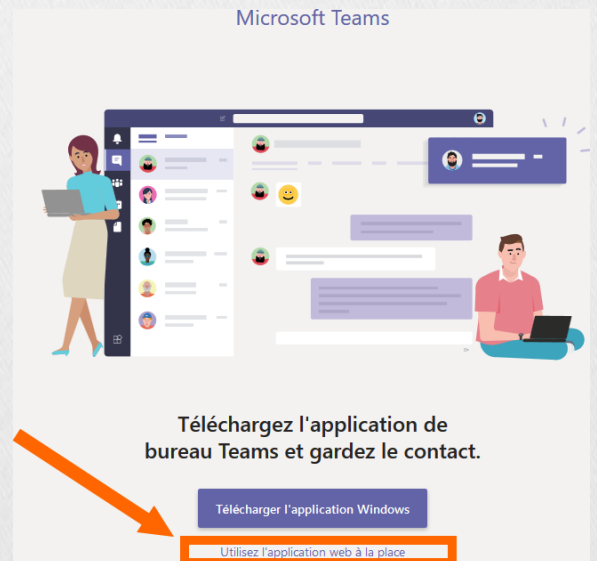 Microsoft Teams
Téléchargez l'application de
bureau Teams et gardez le contact.
Télécharger l'application Windows
Utilisez l'application web à la place